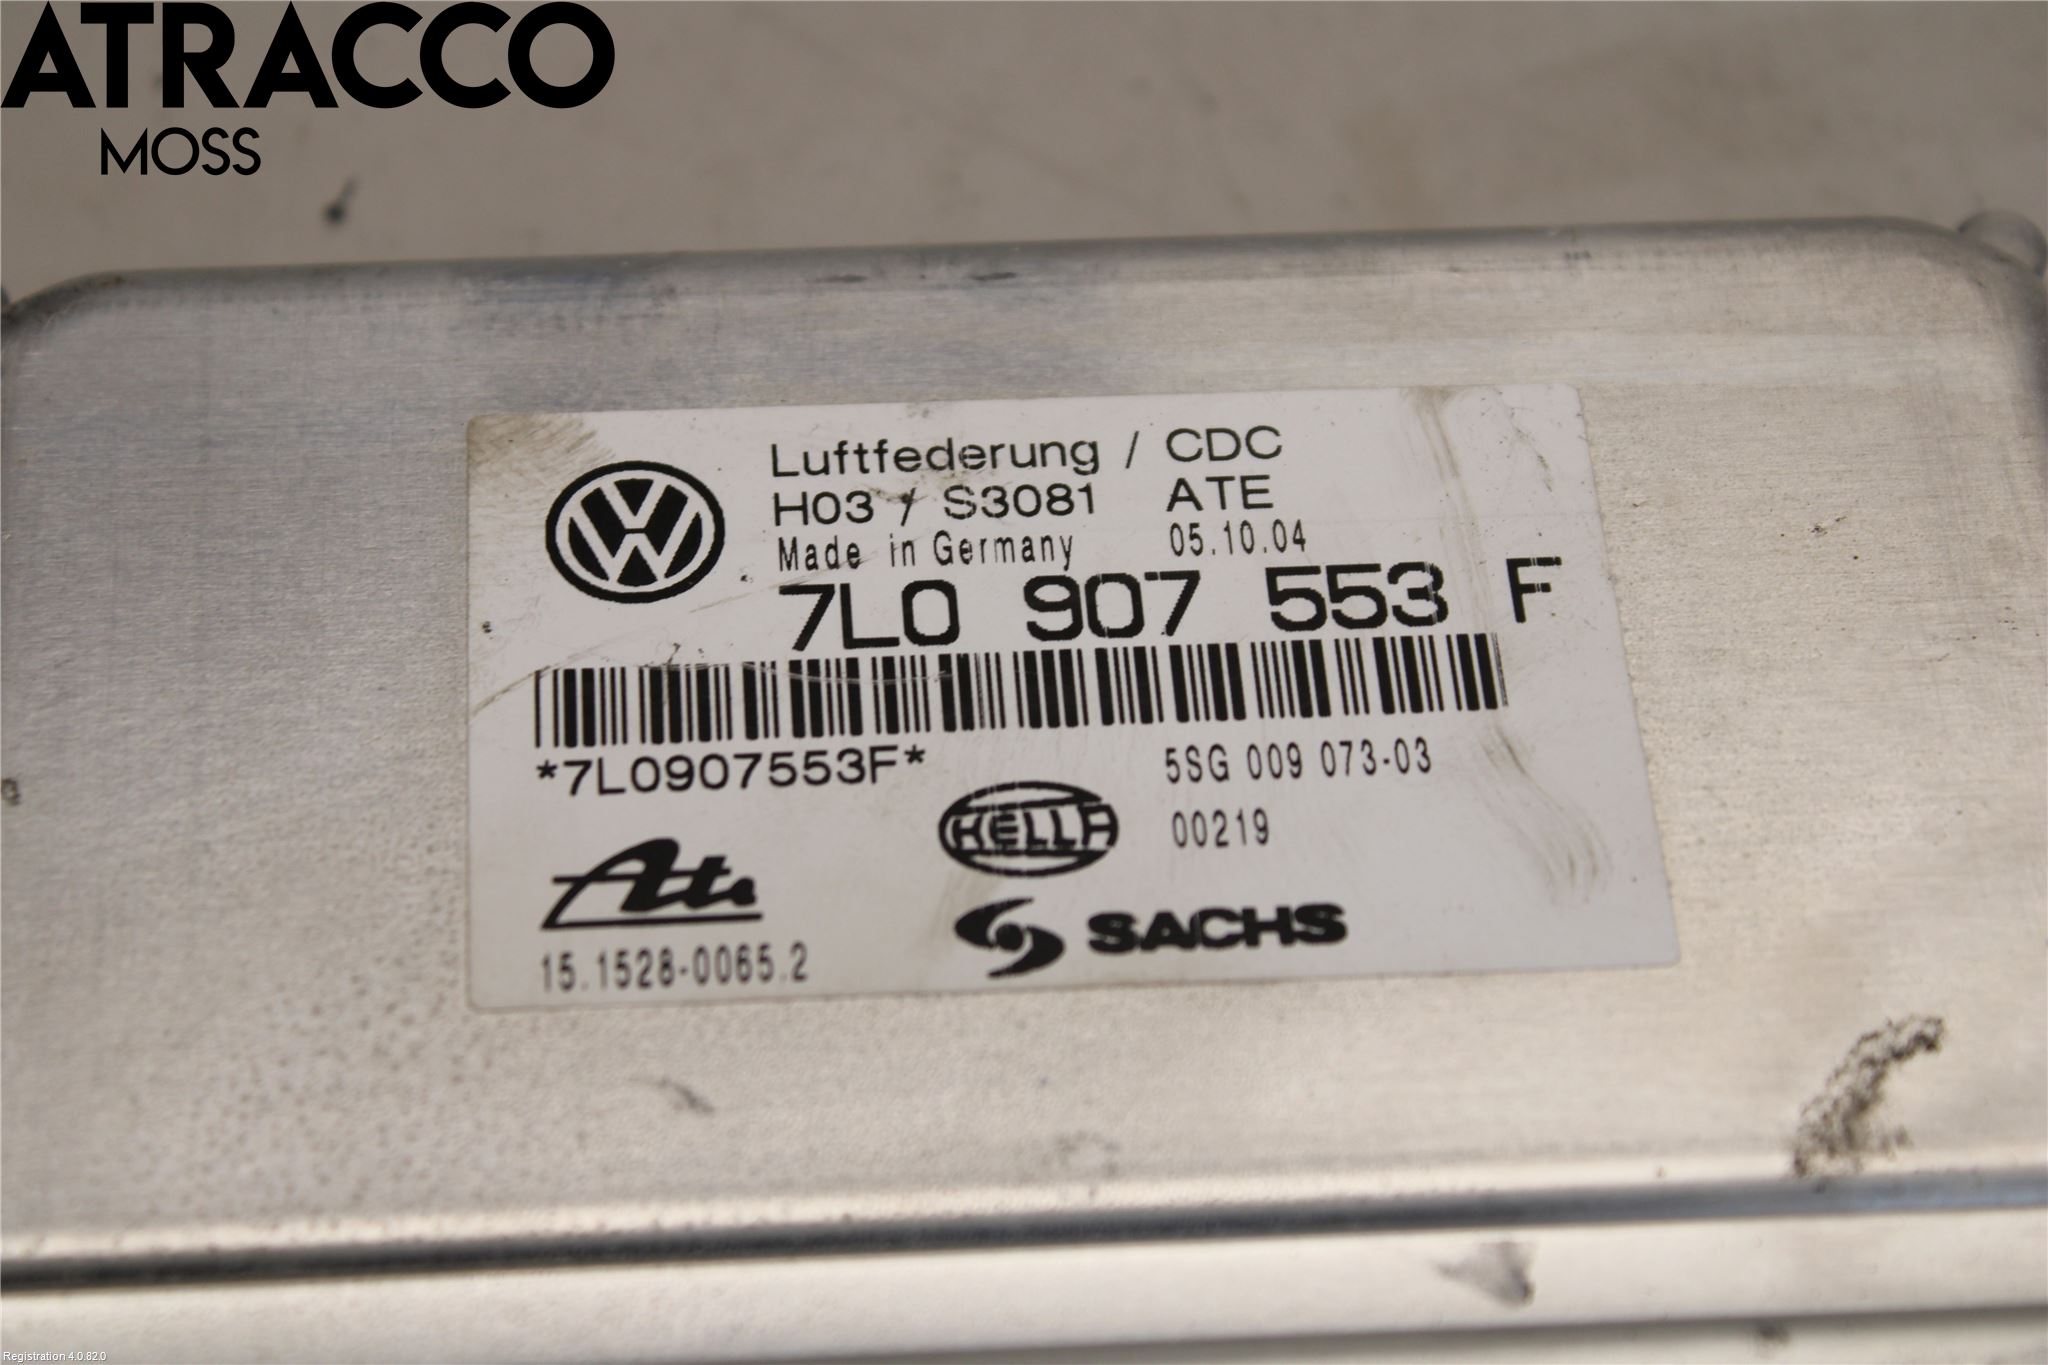 ATRACCO
MOSS
Luftfederung / CDC
H03 / S3081 ATE
Made in Germany 05.10.04
7L0 907 553 F
*7L0907553F*
5SG 009 073-03
HELLA
00219
Ate
SACHS
15.1528-0065.2
Registration 4.0.82.0